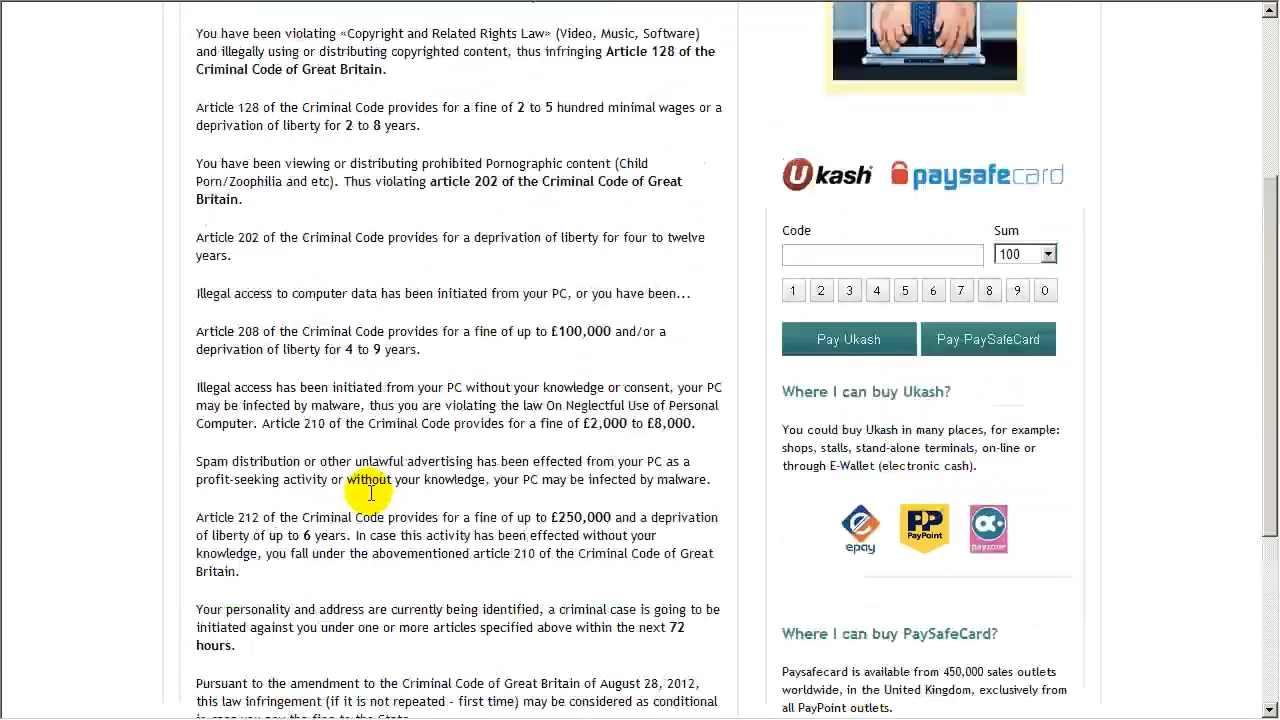 You have been violating «Copyright and Related Rights Law» (Video, Music, Software)
and illegally using or distributing copyrighted content, thus infringing Article 128 of the
Criminal Code of Great Britain.
Article 128 of the Criminal Code provides for a fine of 2 to 5 hundred minimal wages or a
deprivation of liberty for 2 to 8 years.
You have been viewing or distributing prohibited Pornographic content (Child
Porn/Zoophilia and etc). Thus violating article 202 of the Criminal Code of Great
Britain.
Article 202 of the Criminal Code provides for a deprivation of liberty for four to twelve
years.
Illegal access to computer data has been initiated from your PC, or you have been...
Article 208 of the Criminal Code provides for a fine of up to £100,000 and/or a
deprivation of liberty for 4 to 9 years.
Illegal access has been initiated from your PC without your knowledge or consent, your PC
may be infected by malware, thus you are violating the law On Neglectful Use of Personal
Computer. Article 210 of the Criminal Code provides for a fine of £2,000 to £8,000.
Spam distribution or other unlawful advertising has been effected from your PC as a
profit-seeking activity or without your knowledge, your PC may be infected by malware.
Article 212 of the Criminal Code provides for a fine of up to £250,000 and a deprivation
of liberty of up to 6 years. In case this activity has been effected without your
knowledge, you fall under the abovementioned article 210 of the Criminal Code of Great
Britain.
Your personality and address are currently being identified, a criminal case is going to be
initiated against you under one or more articles specified above within the next 72
hours.
Pursuant to the amendment to the Criminal Code of Great Britain of August 28, 2012,
this law infringement (if it is not repeated - first time) may be considered as conditional
in case you pay the fine to the State.
Ukash paysafecard
Code Sum
100
1 2 3 4 5 6 7 8 9 0
Pay Ukash Pay PaySafeCard
Where I can buy Ukash?
You could buy Ukash in many places, for example:
shops, stalls, stand-alone terminals, on-line or
through E-Wallet (electronic cash).
epay PP PayPoint payzone
Where I can buy PaySafeCard?
Paysafecard is available from 450,000 sales outlets
worldwide, in the United Kingdom, exclusively from
all PayPoint outlets.